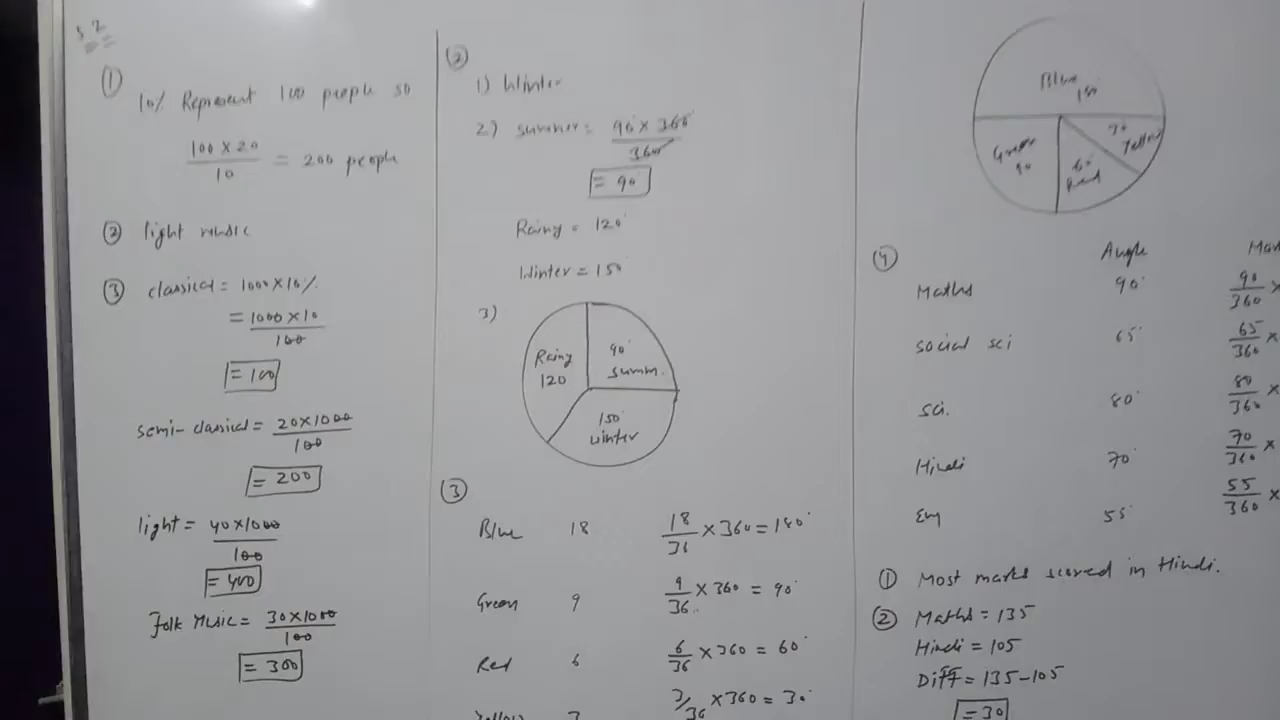 ①
10% Represent 100 people so
100 × 20 / 10 = 200 people
② light music
③ classical = 1000×10%
= 1000×10 / 100
= 100
semi-classical = 20×1000 / 100
= 200
light = 40×1000 / 100
= 400
Folk Music = 30×1000 / 100
= 300
②
1) Winter
2) summer = 90 × 360° / 360
= 90°
Rainy = 120°
Winter = 150°
3)
Rainy
120
90°
summ.
150°
winter
③
Blue 18 18/36 × 360 = 180°
Green 9 9/36 × 360 = 90°
Red 6 6/36 × 360 = 60°
Yellow 3 3/36 × 360 = 30°
Blue
180
Green
90
60
Red
30
Yellow
④ Angle
Maths 90° 90/360 ×
social sci 65° 65/360 ×
sci. 80° 80/360 ×
Hindi 70° 70/360 ×
Eng 55° 55/360 ×
① Most marks scored in Hindi.
② Maths = 135
Hindi = 105
Diff = 135-105
= 30